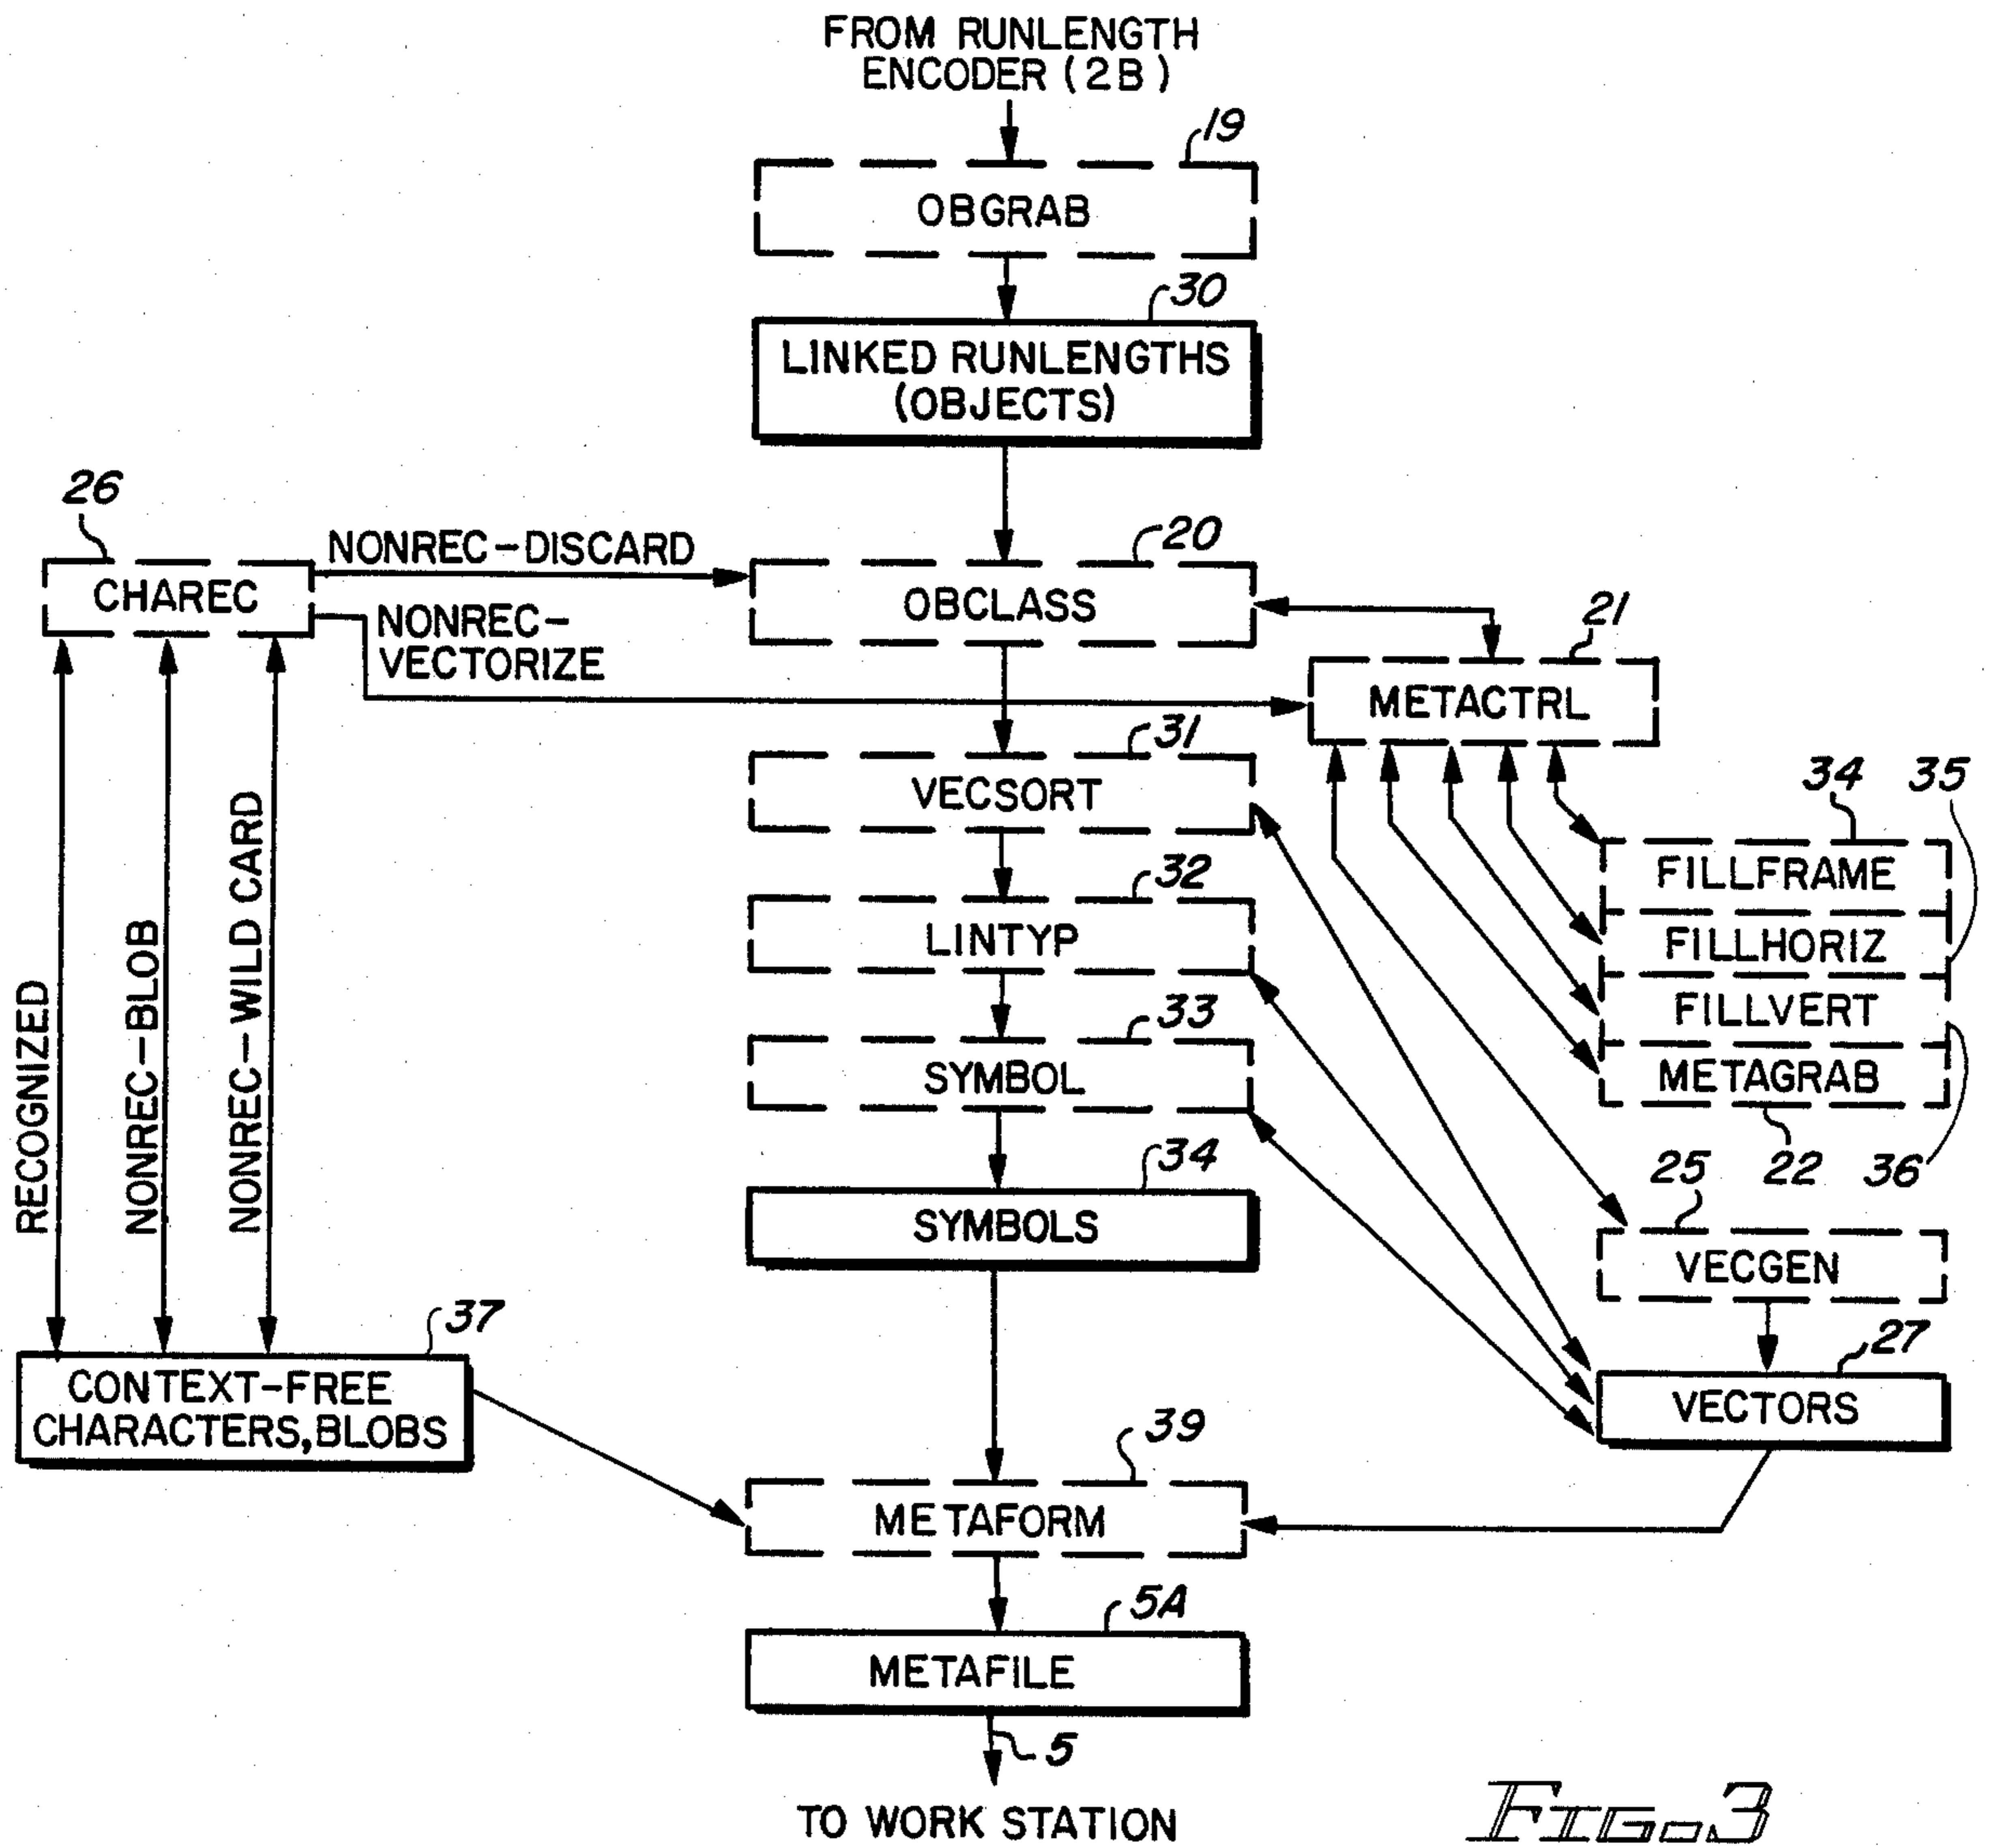 FROM RUNLENGTH
ENCODER (2B)
19
OBGRAB
30
LINKED RUNLENGTHS
(OBJECTS)
26
CHAREC
NONREC-DISCARD
NONREC-
VECTORIZE
20
OBCLASS
21
METACTRL
31
VECSORT
34
35
FILLFRAME
FILLHORIZ
FILLVERT
METAGRAB
22
36
32
LINTYP
33
SYMBOL
34
SYMBOLS
25
VECGEN
27
VECTORS
RECOGNIZED
NONREC-BLOB
NONREC-WILD CARD
37
CONTEXT-FREE
CHARACTERS,BLOBS
39
METAFORM
5A
METAFILE
5
TO WORK STATION
FIG-3